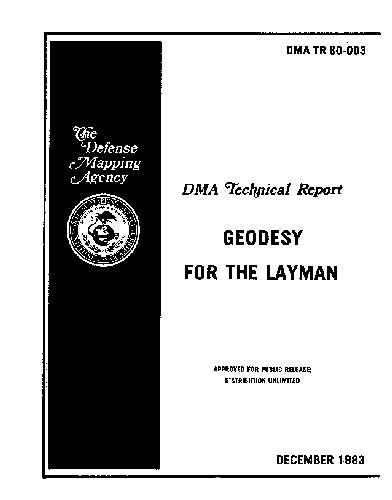 DMA TR 80-003
The
Defense
Mapping
Agency
DMA Technical Report
GEODESY
FOR THE LAYMAN
APPROVED FOR PUBLIC RELEASE;
DISTRIBUTION UNLIMITED
DECEMBER 1983